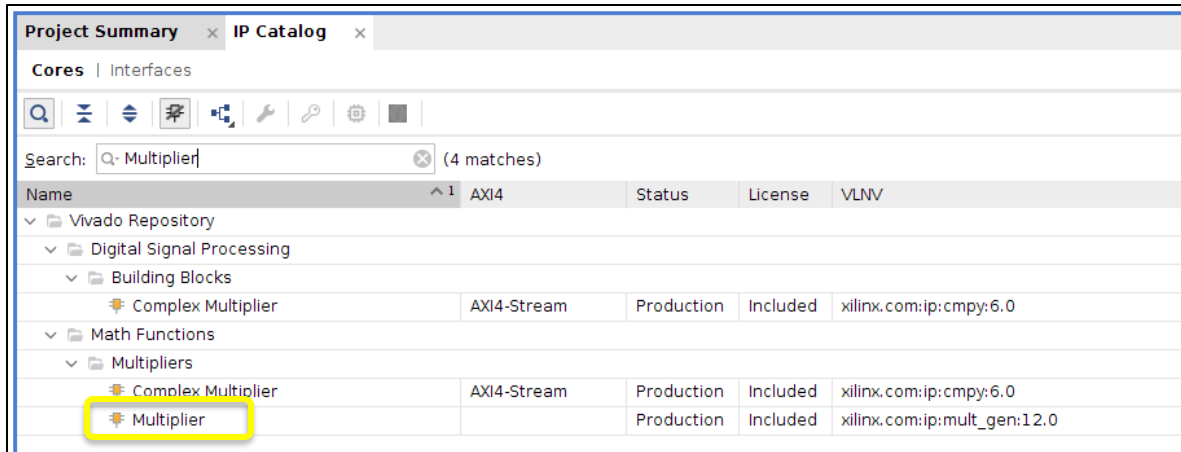 Project Summary × IP Catalog ×
Cores | Interfaces
Search: Multiplier (4 matches)
Name 1 AXI4 Status License VLNV
Vivado Repository
Digital Signal Processing
Building Blocks
Complex Multiplier AXI4-Stream Production Included xilinx.com:ip:cmpy:6.0
Math Functions
Multipliers
Complex Multiplier AXI4-Stream Production Included xilinx.com:ip:cmpy:6.0
Multiplier Production Included xilinx.com:ip:mult_gen:12.0